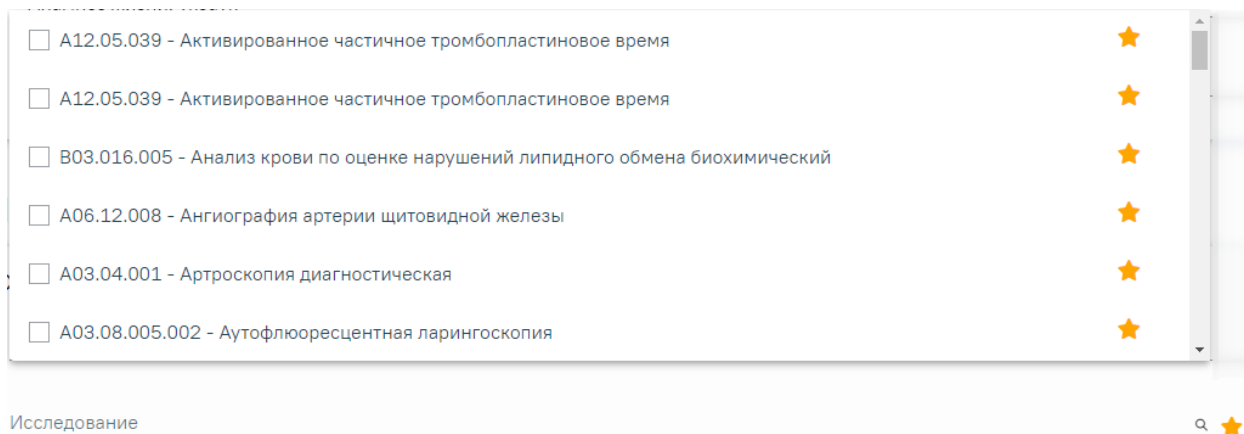 A12.05.039 - Активированное частичное тромбопластиновое время
A12.05.039 - Активированное частичное тромбопластиновое время
B03.016.005 - Анализ крови по оценке нарушений липидного обмена биохимический
A06.12.008 - Ангиография артерии щитовидной железы
A03.04.001 - Артроскопия диагностическая
A03.08.005.002 - Аутофлюоресцентная ларингоскопия
Исследование